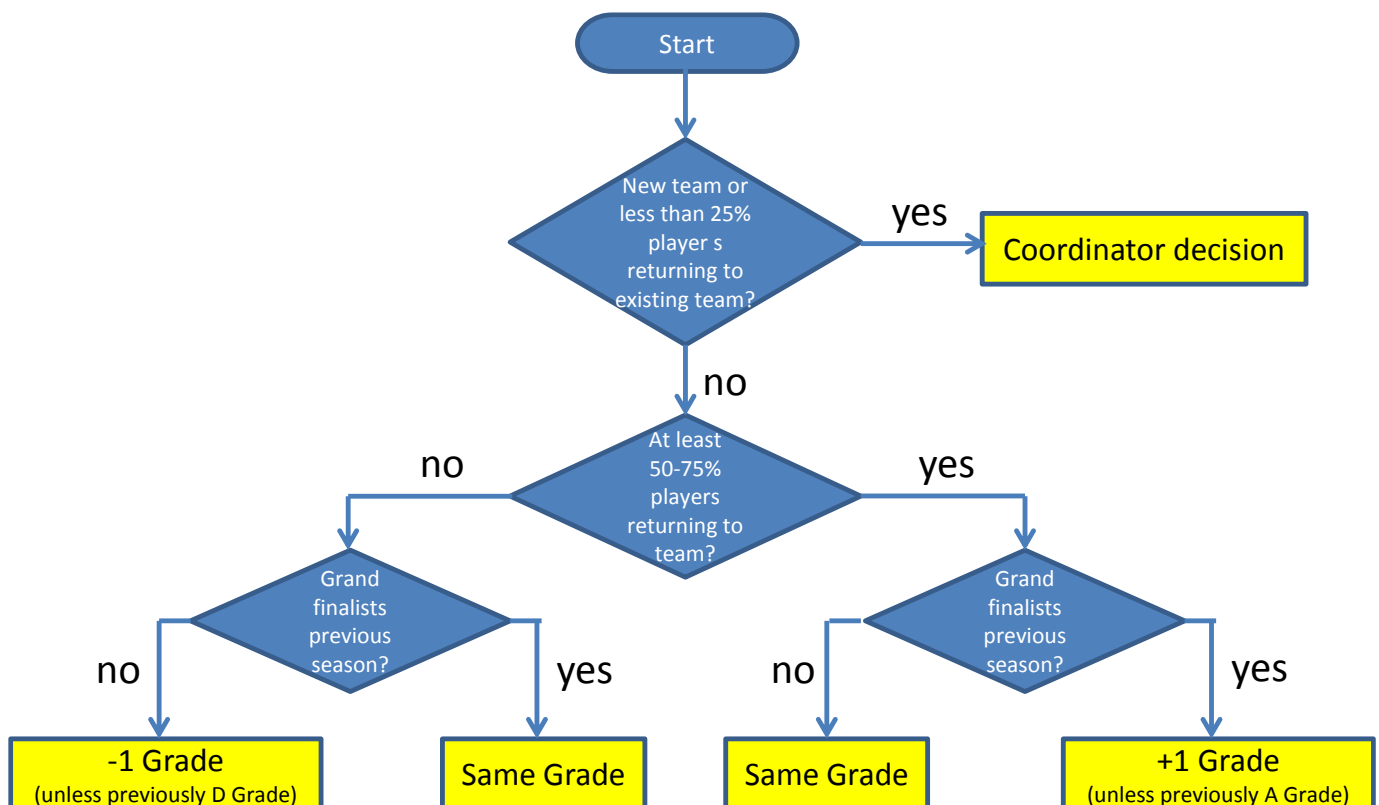 Start
New team or
less than 25%
player s
returning to
existing team?
yes
Coordinator decision
no
At least
50-75%
players
returning to
team?
no
yes
Grand
finalists
previous
season?
Grand
finalists
previous
season?
no
yes
no
yes
-1 Grade
(unless previously D Grade)
Same Grade
Same Grade
+1 Grade
(unless previously A Grade)